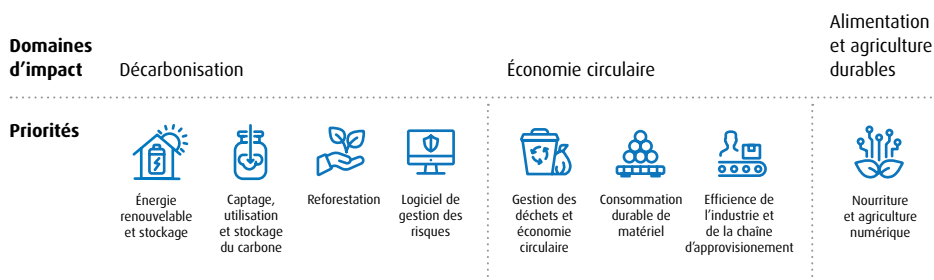 Domaines
d'impact
Décarbonisation
Économie circulaire
Alimentation
et agriculture
durables
Priorités
Énergie
renouvelable
et stockage
Captage,
utilisation
et stockage
du carbone
Reforestation
Logiciel de
gestion des
risques
Gestion des
déchets et
économie
circulaire
Consommation
durable de
matériel
Efficience de
l'industrie et
de la chaîne
d'approvisionement
Nourriture
et agriculture
numérique